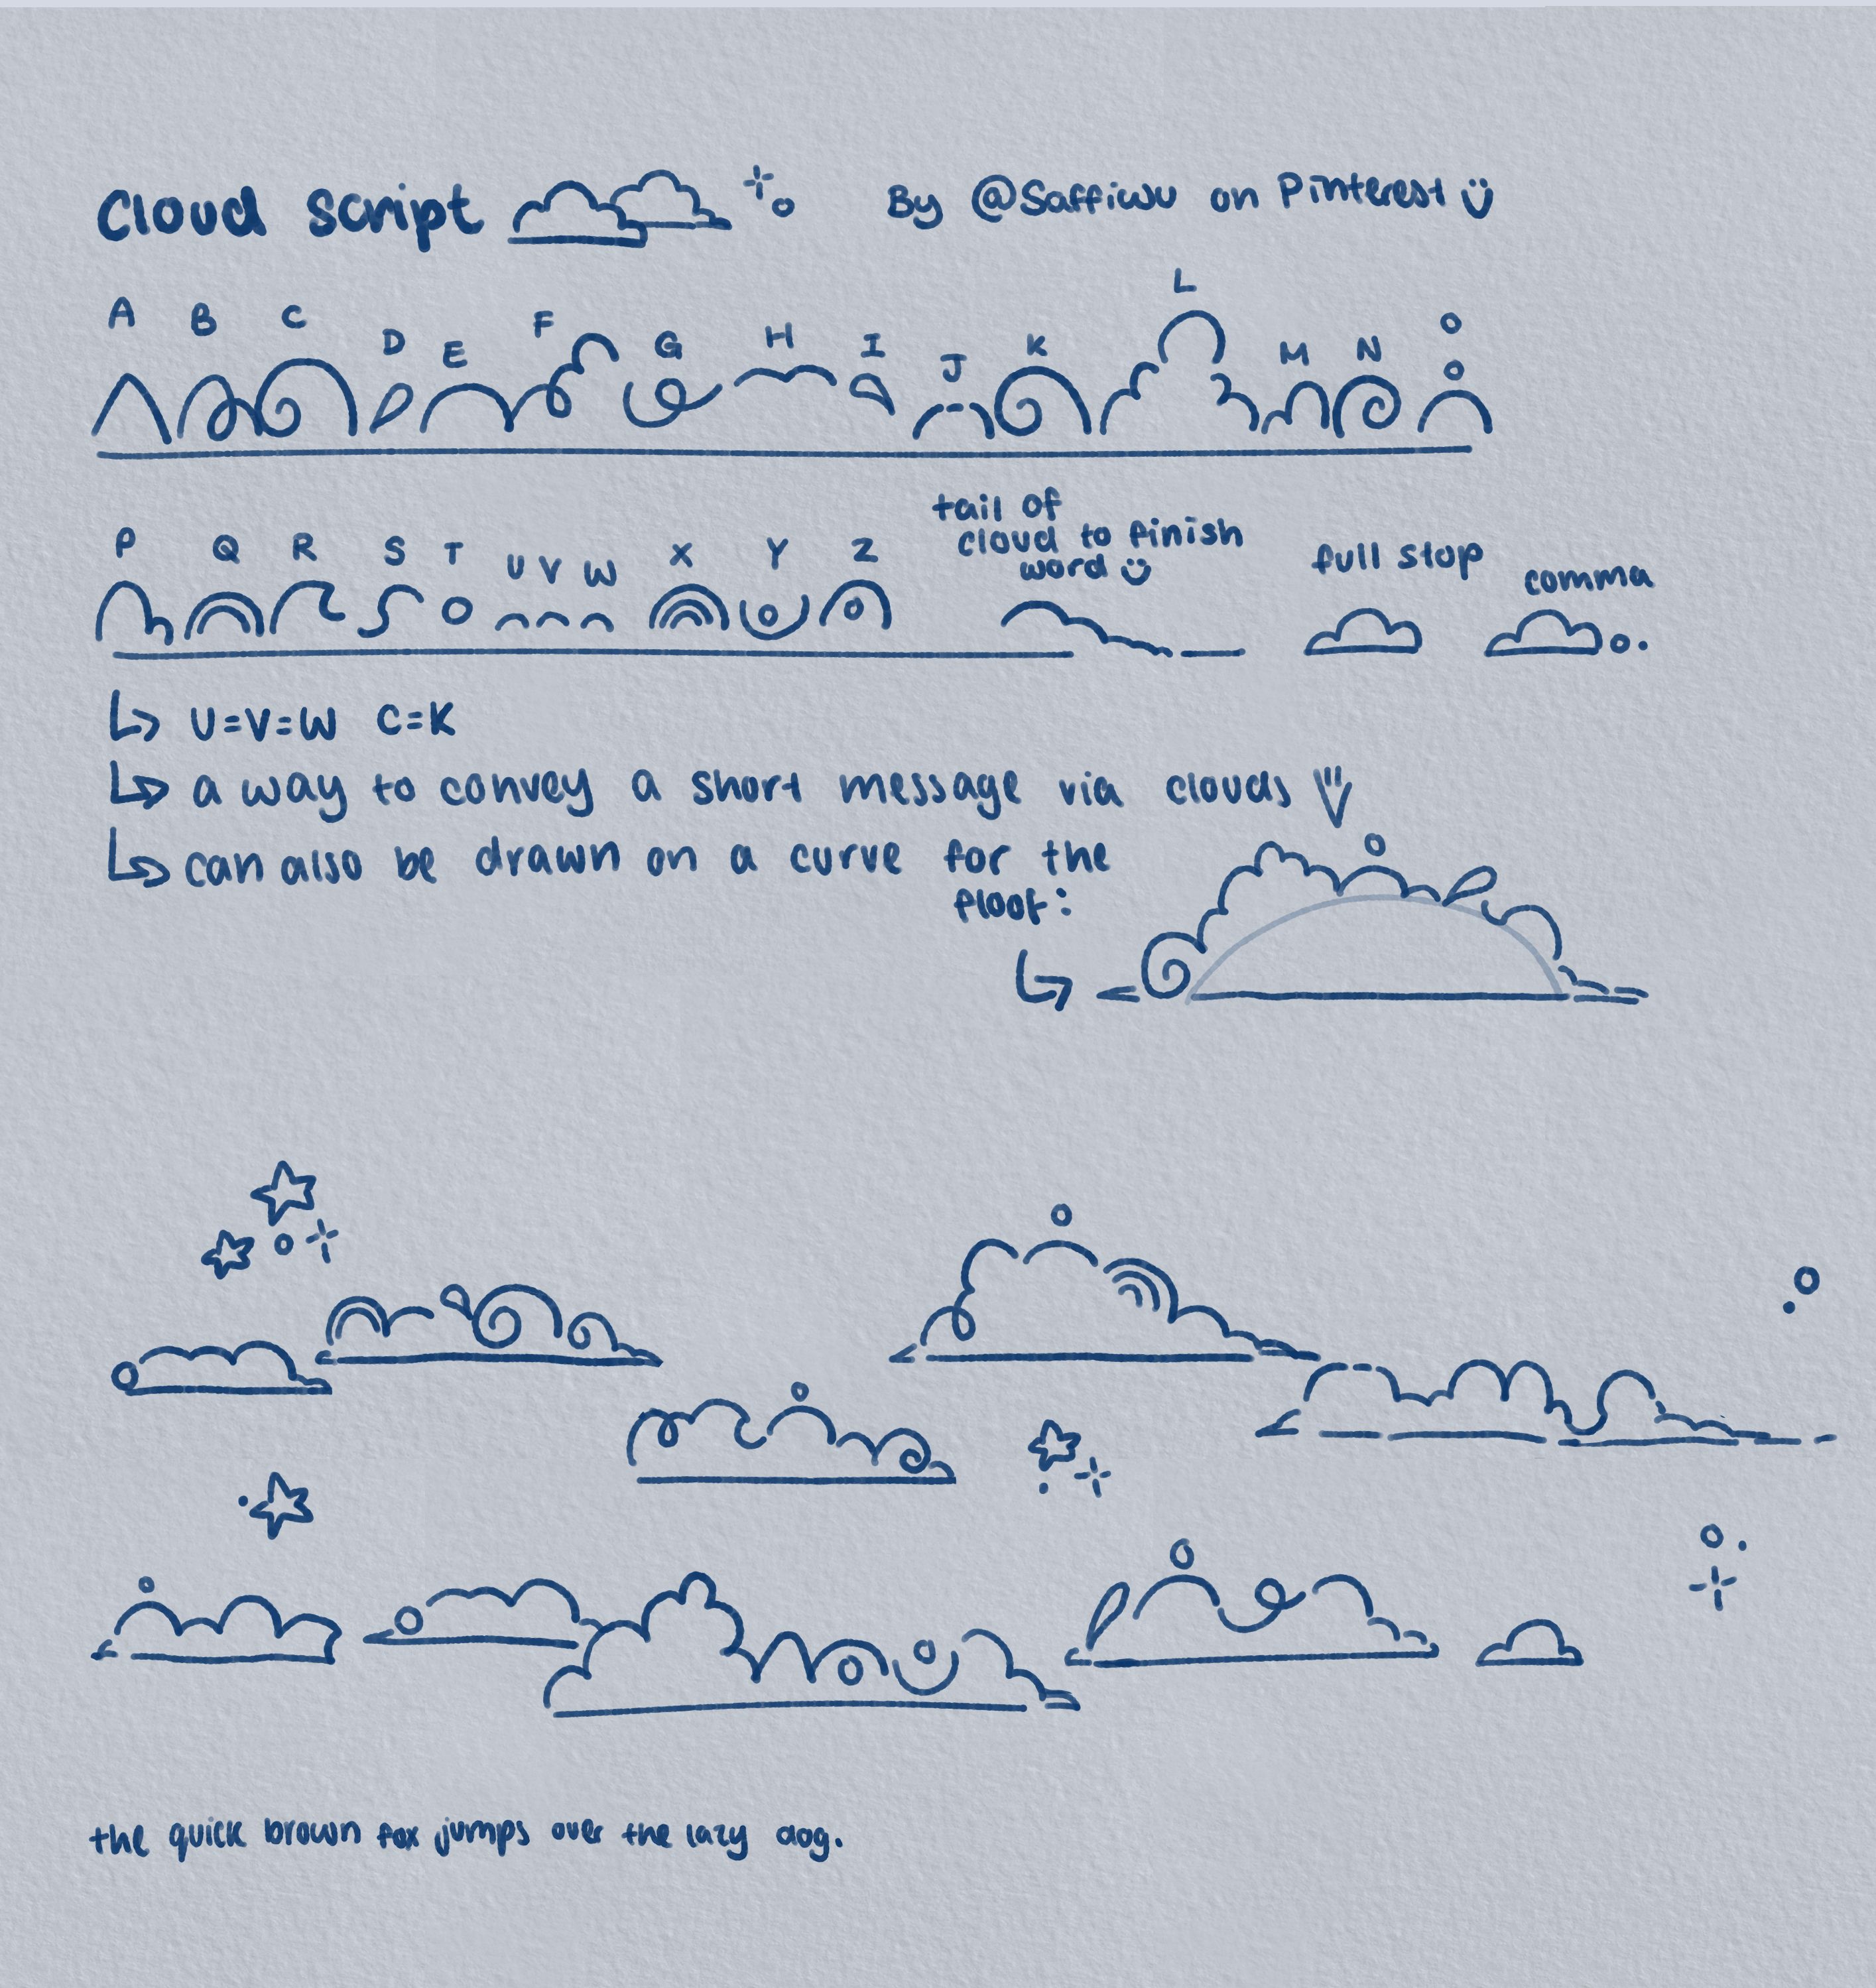 Cloud Script By @Saffiwu on Pinterest
A B C D E F G H I J K L M N O
P Q R S T U V W X Y Z
tail of
cloud to finish
word
full stop
comma
↳ U=V=W C=K
↳ a way to convey a short message via clouds
↳ can also be drawn on a curve for the
floof:
↳
the quick brown fox jumps over the lazy dog.